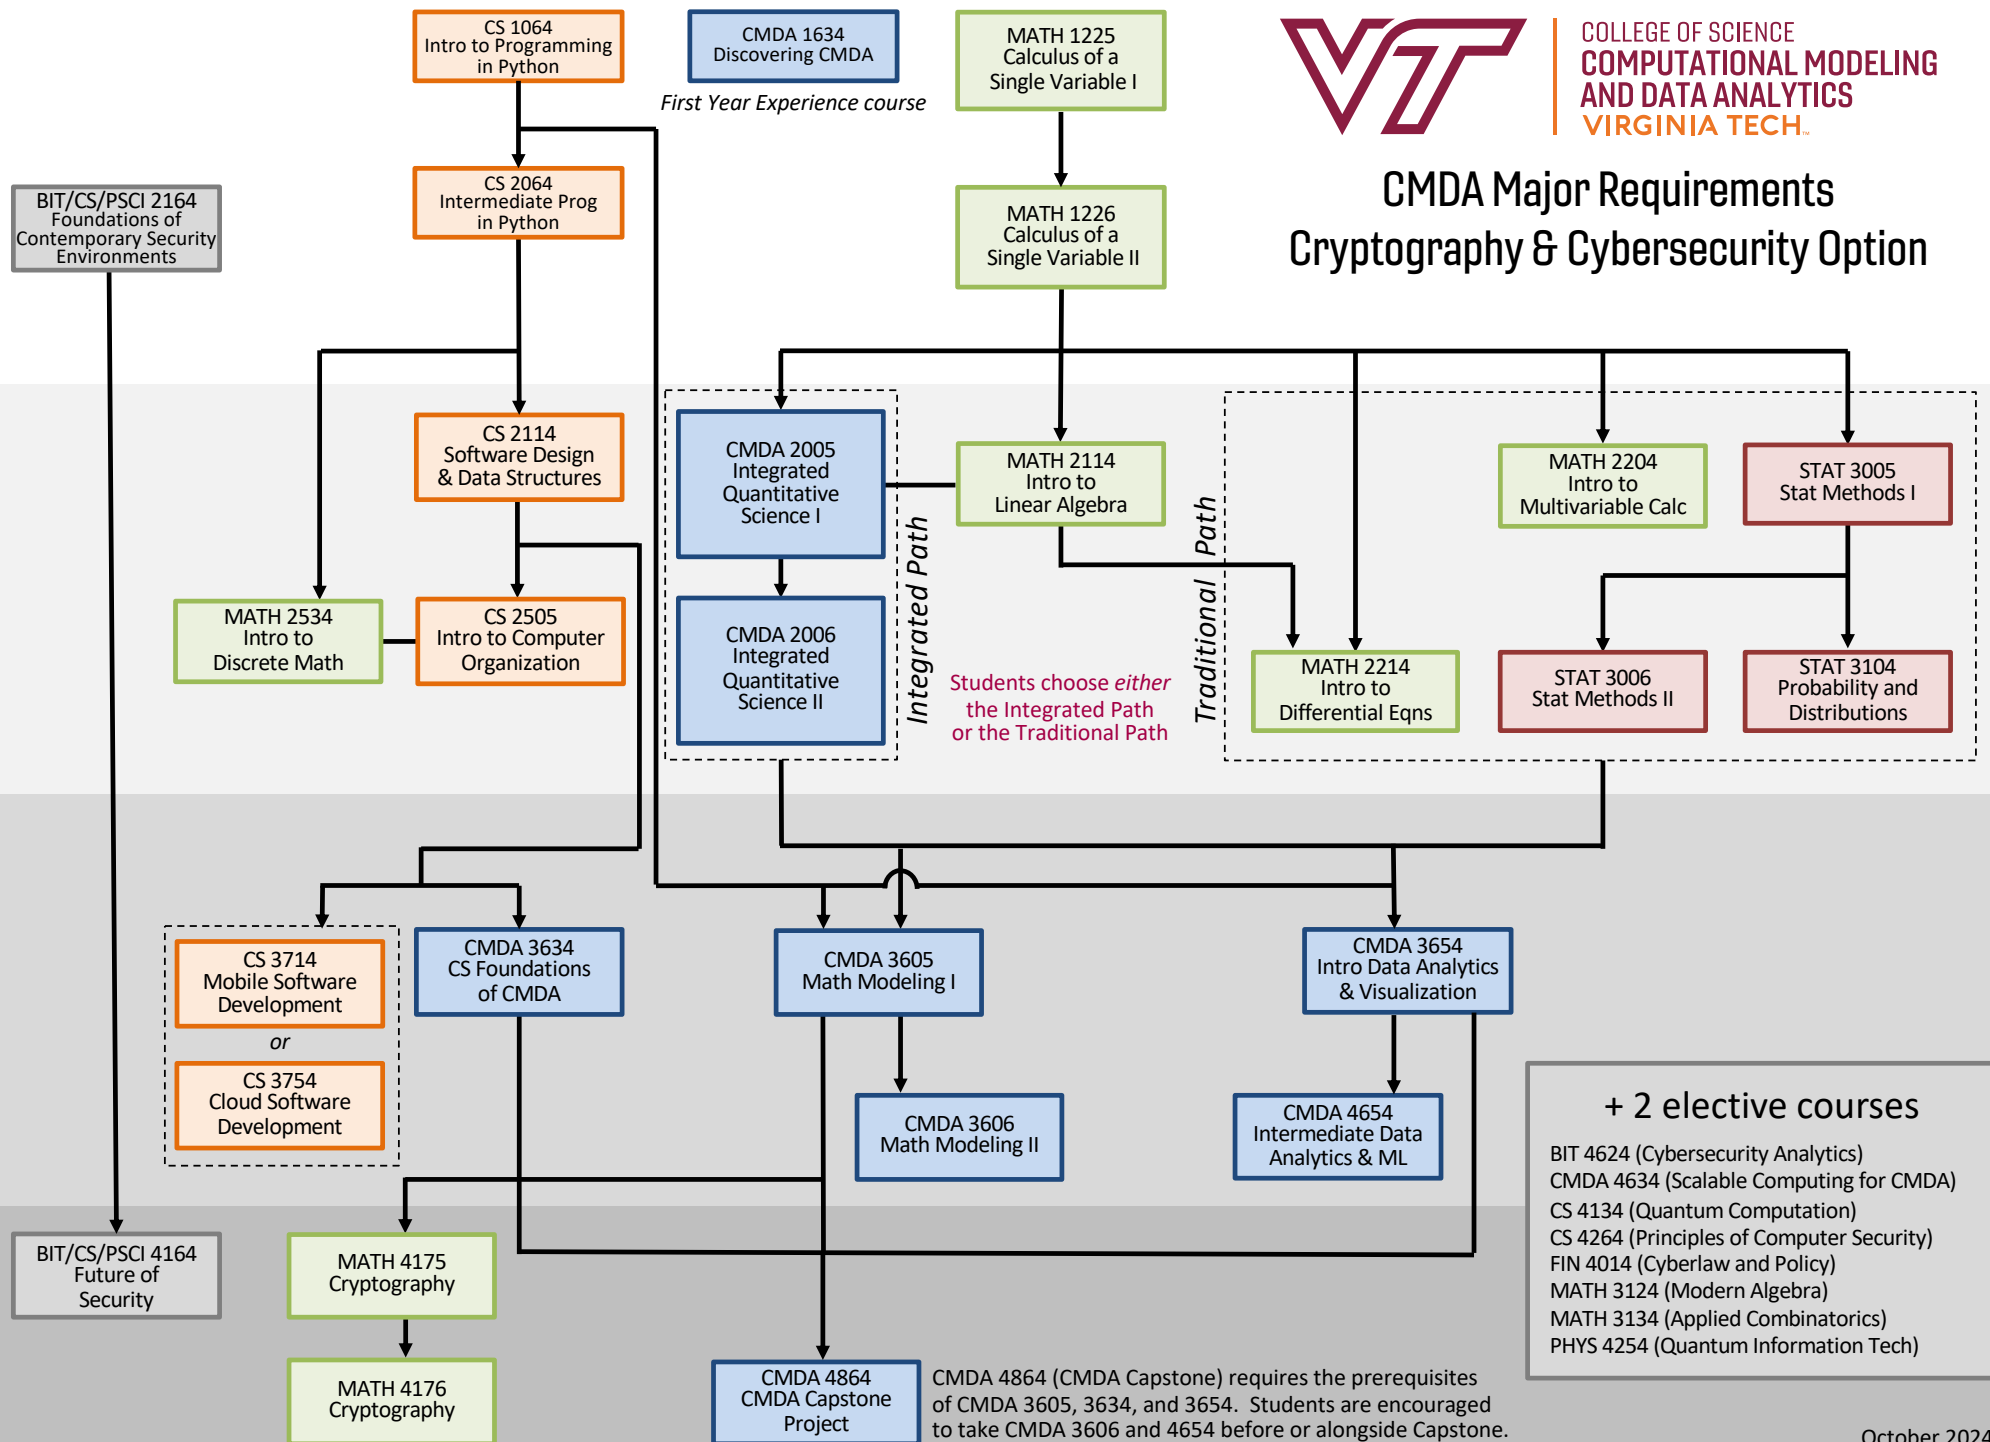 CS 1064
Intro to Programming
in Python
CMDA 1634
Discovering CMDA
First Year Experience course
MATH 1225
Calculus of a
Single Variable I
VT
COLLEGE OF SCIENCE
COMPUTATIONAL MODELING
AND DATA ANALYTICS
VIRGINIA TECH™
CMDA Major Requirements
Cryptography & Cybersecurity Option
BIT/CS/PSCI 2164
Foundations of
Contemporary Security
Environments
CS 2064
Intermediate Prog
in Python
MATH 1226
Calculus of a
Single Variable II
CS 2114
Software Design
& Data Structures
CMDA 2005
Integrated
Quantitative
Science I
MATH 2114
Intro to
Linear Algebra
MATH 2204
Intro to
Multivariable Calc
STAT 3005
Stat Methods I
MATH 2534
Intro to
Discrete Math
CS 2505
Intro to Computer
Organization
CMDA 2006
Integrated
Quantitative
Science II
Integrated Path
Students choose either
the Integrated Path
or the Traditional Path
Traditional Path
MATH 2214
Intro to
Differential Eqns
STAT 3006
Stat Methods II
STAT 3104
Probability and
Distributions
CS 3714
Mobile Software
Development
or
CS 3754
Cloud Software
Development
CMDA 3634
CS Foundations
of CMDA
CMDA 3605
Math Modeling I
CMDA 3654
Intro Data Analytics
& Visualization
CMDA 3606
Math Modeling II
CMDA 4654
Intermediate Data
Analytics & ML
+ 2 elective courses
BIT 4624 (Cybersecurity Analytics)
CMDA 4634 (Scalable Computing for CMDA)
CS 4134 (Quantum Computation)
CS 4264 (Principles of Computer Security)
FIN 4014 (Cyberlaw and Policy)
MATH 3124 (Modern Algebra)
MATH 3134 (Applied Combinatorics)
PHYS 4254 (Quantum Information Tech)
BIT/CS/PSCI 4164
Future of
Security
MATH 4175
Cryptography
MATH 4176
Cryptography
CMDA 4864
CMDA Capstone
Project
CMDA 4864 (CMDA Capstone) requires the prerequisites
of CMDA 3605, 3634, and 3654. Students are encouraged
to take CMDA 3606 and 4654 before or alongside Capstone.
October 2024